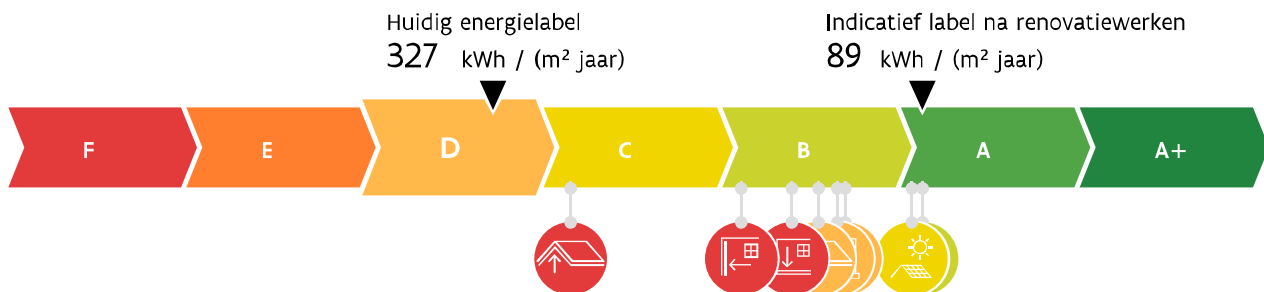 Huidig energielabel
327 kWh / (m² jaar)
Indicatief label na renovatiewerken
89 kWh / (m² jaar)
F E D C B A A+